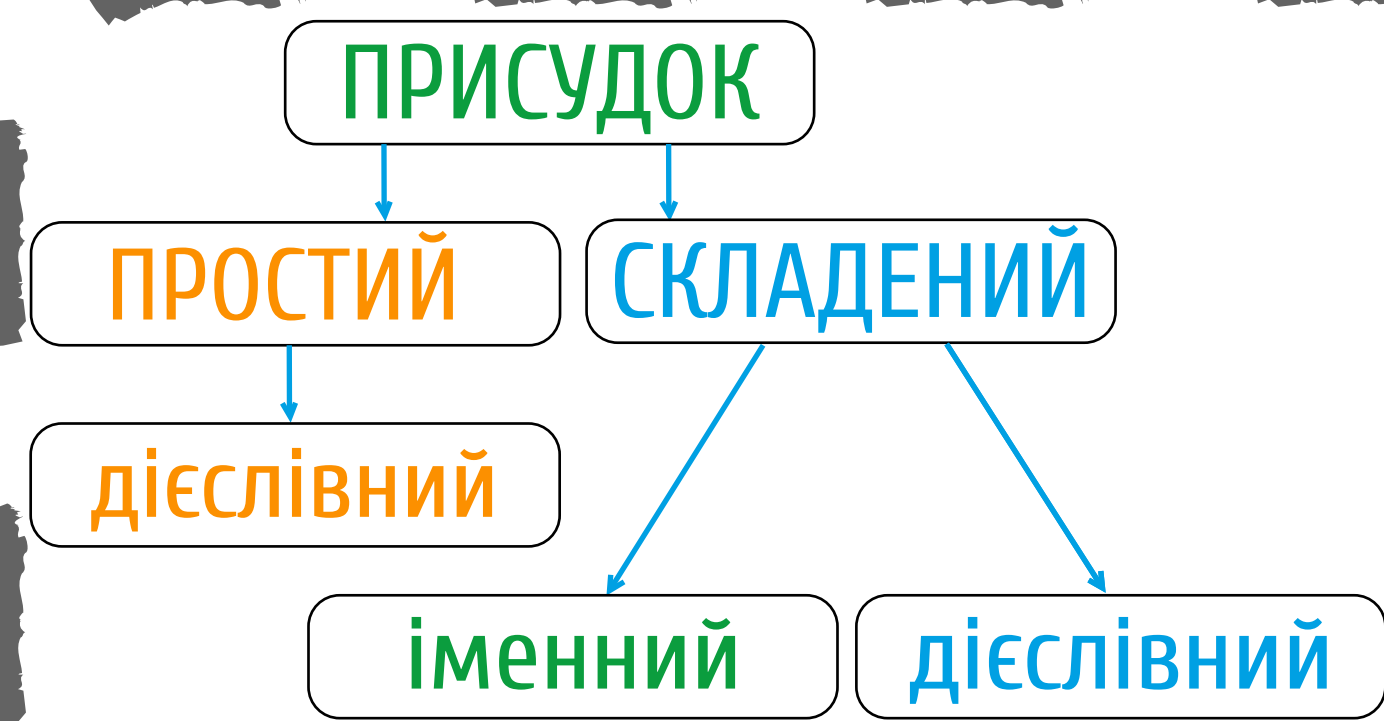 ПРИСУДОК
ПРОСТИЙ
СКЛАДЕНИЙ
дієслівний
іменний
дієслівний